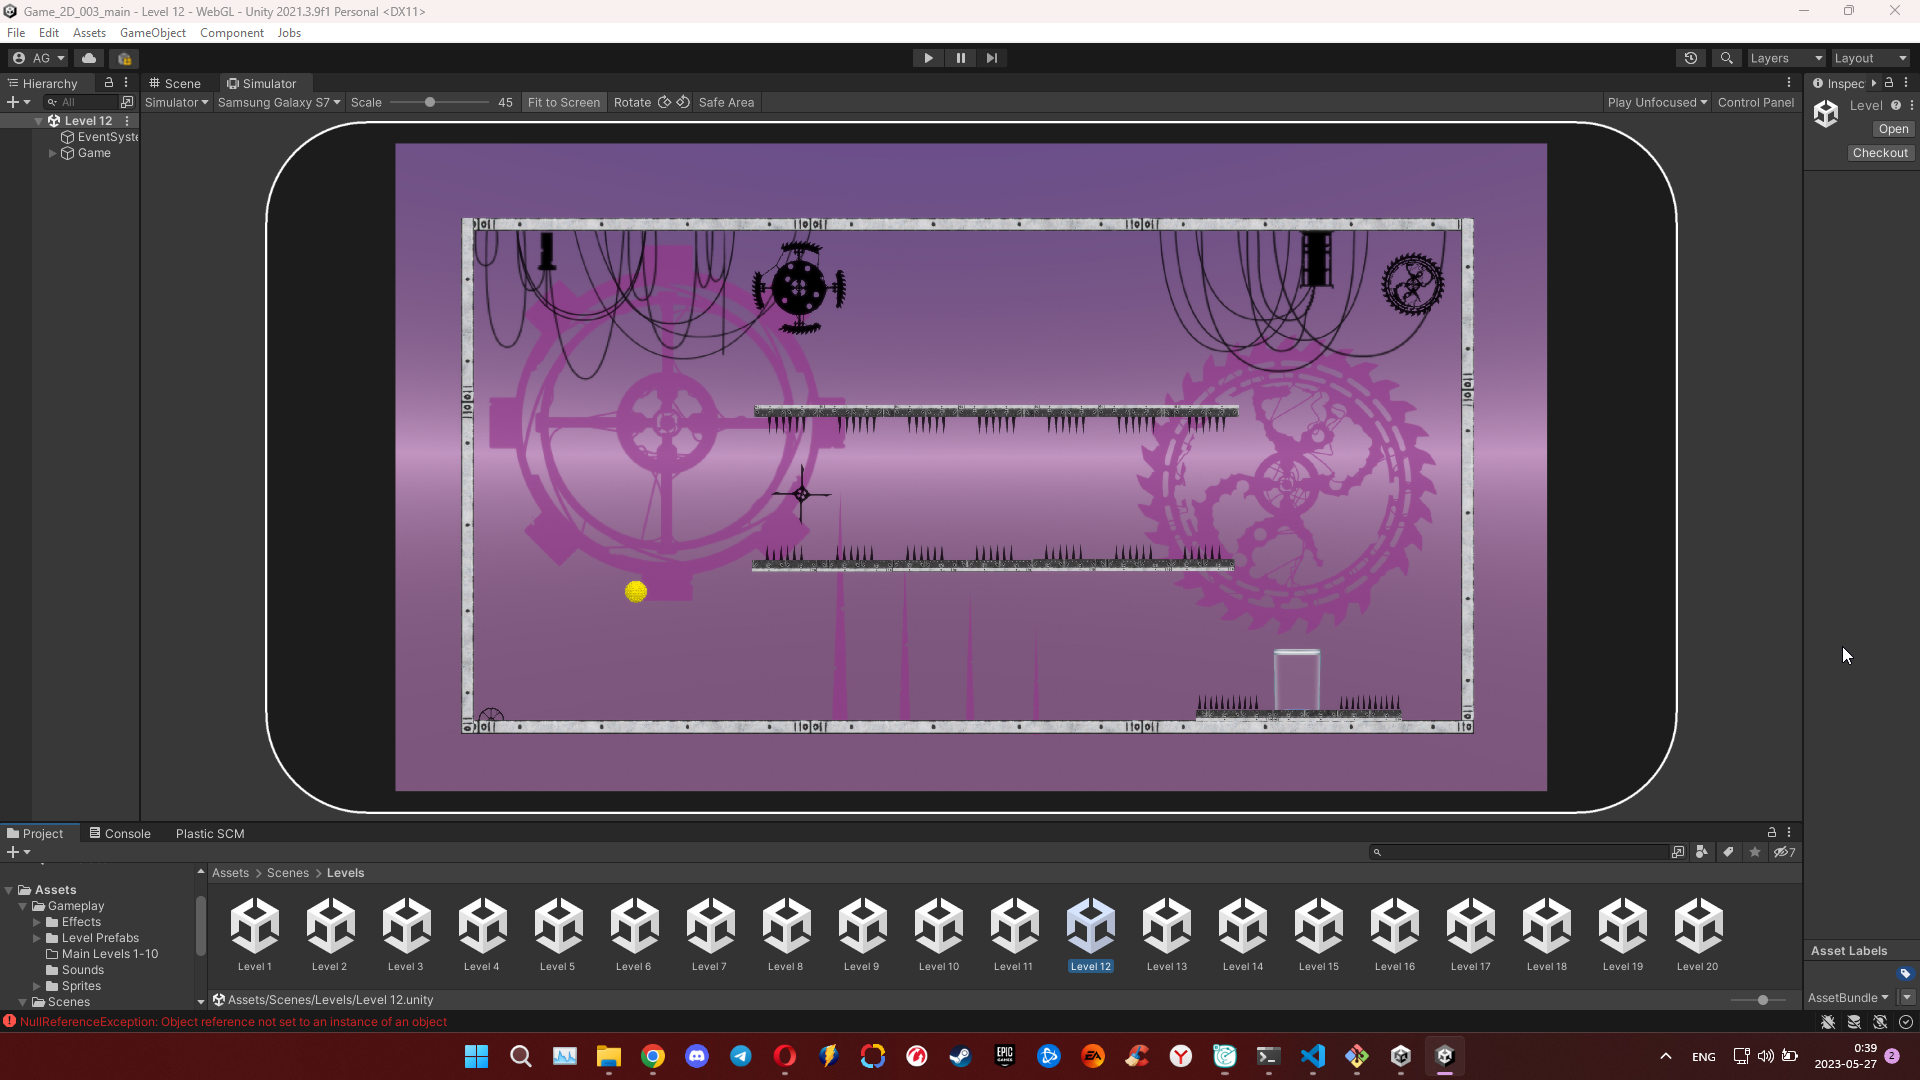 Game_2D_003_main - Level 12 - WebGL - Unity 2021.3.9f1 Personal <DX11>
File Edit Assets GameObject Component Jobs
AG Layers Layout
Hierarchy Scene Simulator Inspec
All Simulator Samsung Galaxy S7 Scale 45 Fit to Screen Rotate Safe Area Play Unfocused Control Panel
Level 12 Level
EventSyste Open
Game Checkout
Project Console Plastic SCM
7
Assets > Scenes > Levels
Assets
Gameplay
Effects
Level Prefabs
Main Levels 1-10
Sounds
Sprites
Scenes
Level 1 Level 2 Level 3 Level 4 Level 5 Level 6 Level 7 Level 8 Level 9 Level 10 Level 11 Level 12 Level 13 Level 14 Level 15 Level 16 Level 17 Level 18 Level 19 Level 20
Assets/Scenes/Levels/Level 12.unity
Asset Labels
AssetBundle
NullReferenceException: Object reference not set to an instance of an object
EPIC GAMES
EA
ENG
0:39
2023-05-27
2